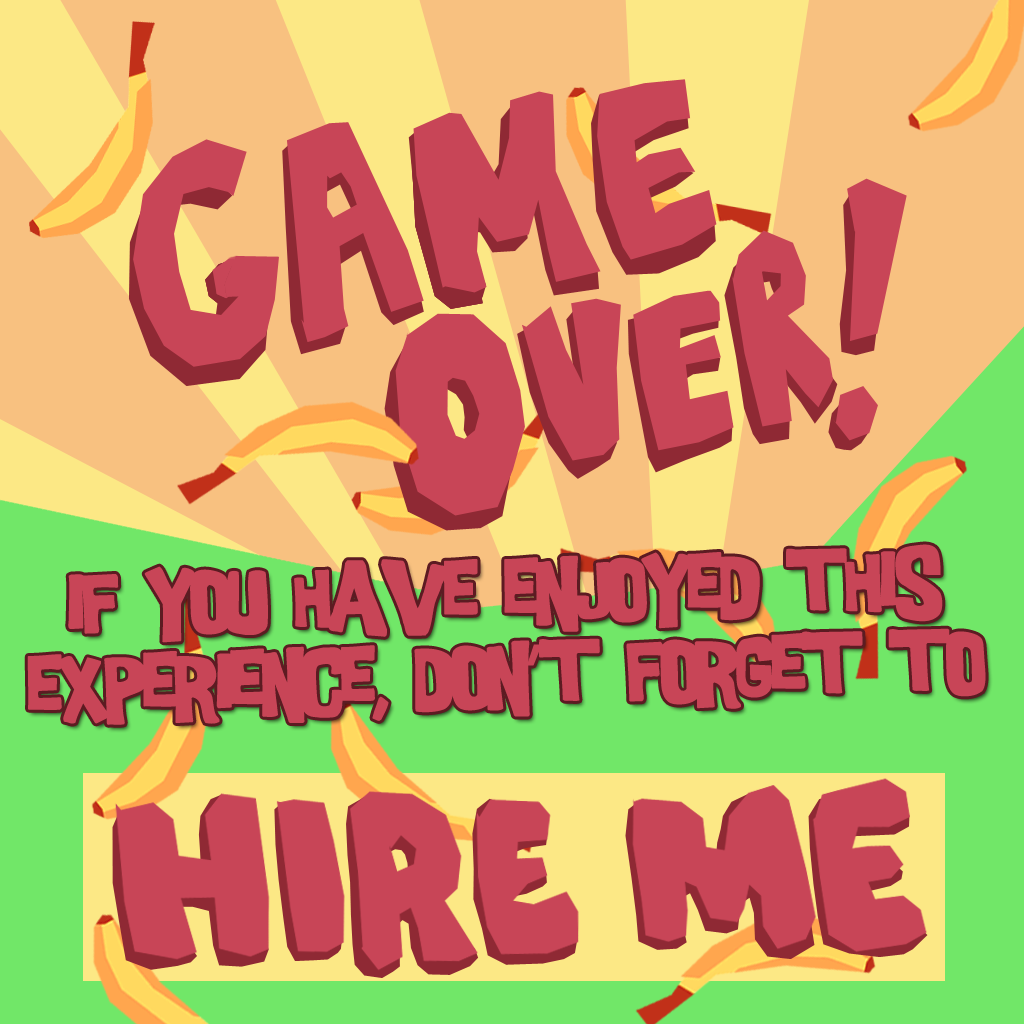 GAME
OVER!
IF YOU HAVE ENJOYED THIS
EXPERIENCE, DON'T FORGET TO
HIRE ME